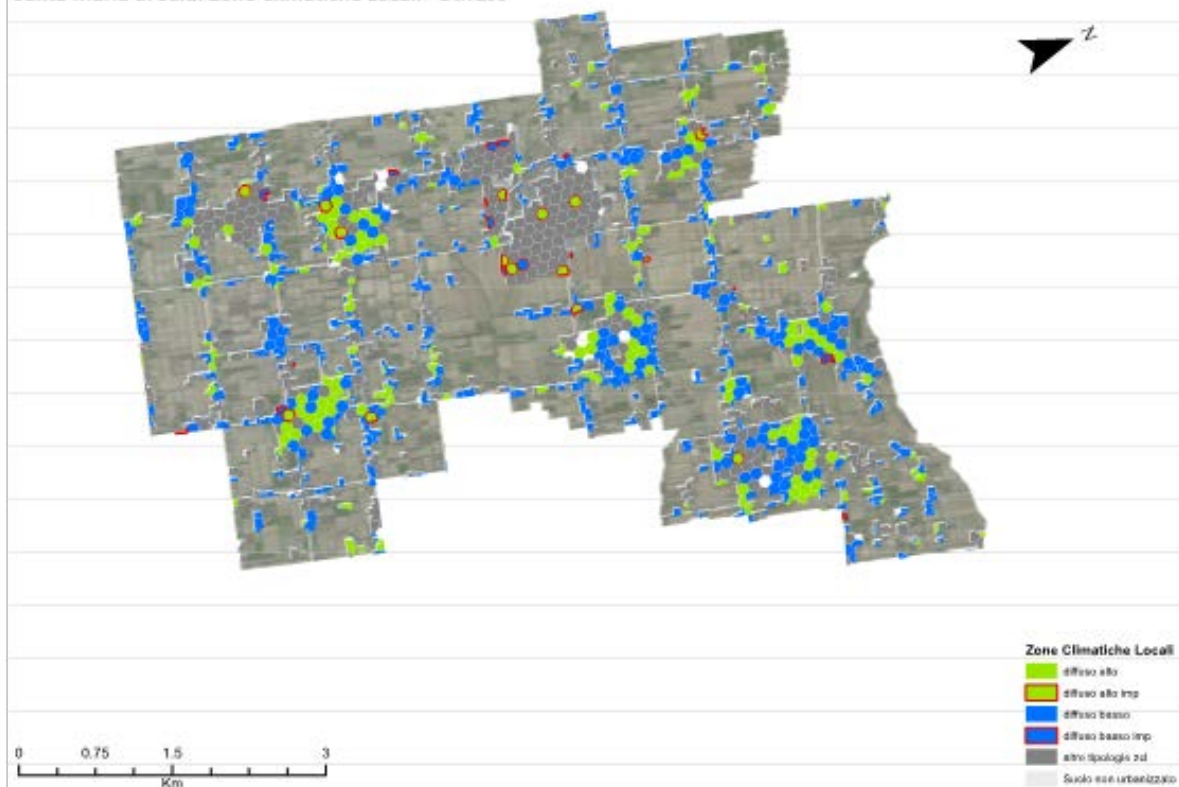 N
Zone Climatiche Locali
diffuso alto
diffuso alto imp
diffuso basso
diffuso basso imp
altre tipologie zcl
Suolo non urbanizzato
0 0.75 1.5 3
Km